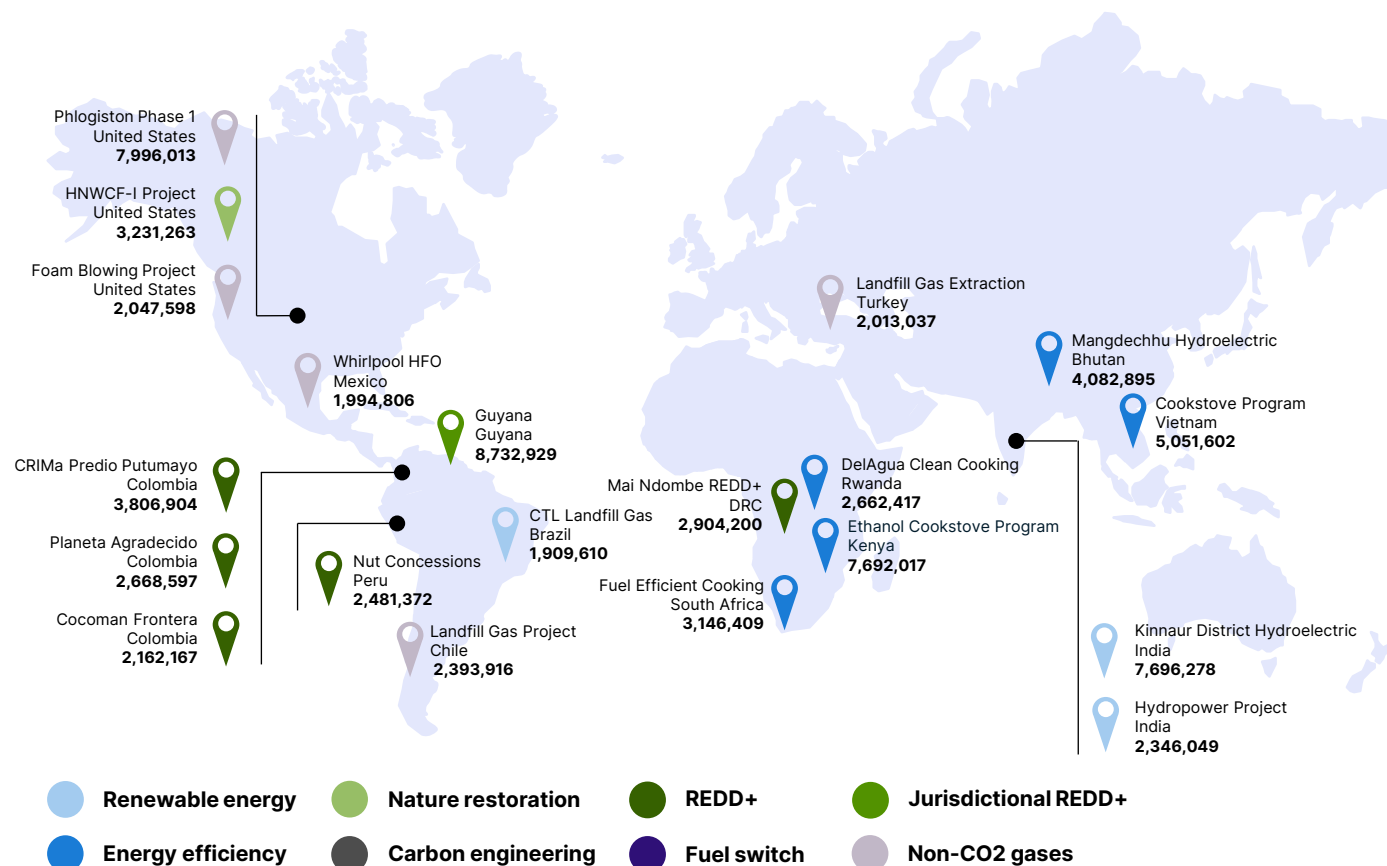 Phlogiston Phase 1
United States
7,996,013
HNWCF-I Project
United States
3,231,263
Foam Blowing Project
United States
2,047,598
Whirlpool HFO
Mexico
1,994,806
Guyana
Guyana
8,732,929
CRIMa Predio Putumayo
Colombia
3,806,904
Planeta Agradecido
Colombia
2,668,597
Cocoman Frontera
Colombia
2,162,167
Nut Concessions
Peru
2,481,372
CTL Landfill Gas
Brazil
1,909,610
Landfill Gas Project
Chile
2,393,916
Landfill Gas Extraction
Turkey
2,013,037
Mangdechhu Hydroelectric
Bhutan
4,082,895
Cookstove Program
Vietnam
5,051,602
DelAgua Clean Cooking
Rwanda
2,662,417
Mai Ndombe REDD+
DRC
2,904,200
Ethanol Cookstove Program
Kenya
7,692,017
Fuel Efficient Cooking
South Africa
3,146,409
Kinnaur District Hydroelectric
India
7,696,278
Hydropower Project
India
2,346,049
Renewable energy
Nature restoration
REDD+
Jurisdictional REDD+
Energy efficiency
Carbon engineering
Fuel switch
Non-CO2 gases